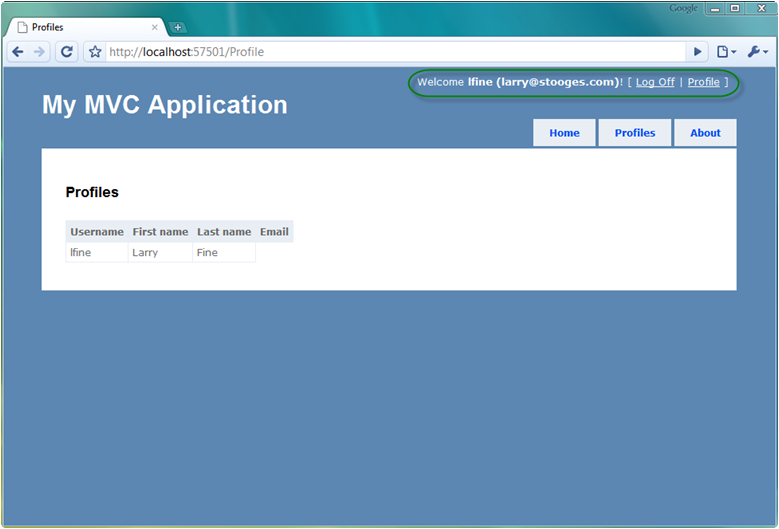 Google
Profiles
http://localhost:57501/Profile
Welcome lfine (larry@stooges.com)! [ Log Off | Profile ]
My MVC Application
Home Profiles About
Profiles
Username First name Last name Email
lfine Larry Fine